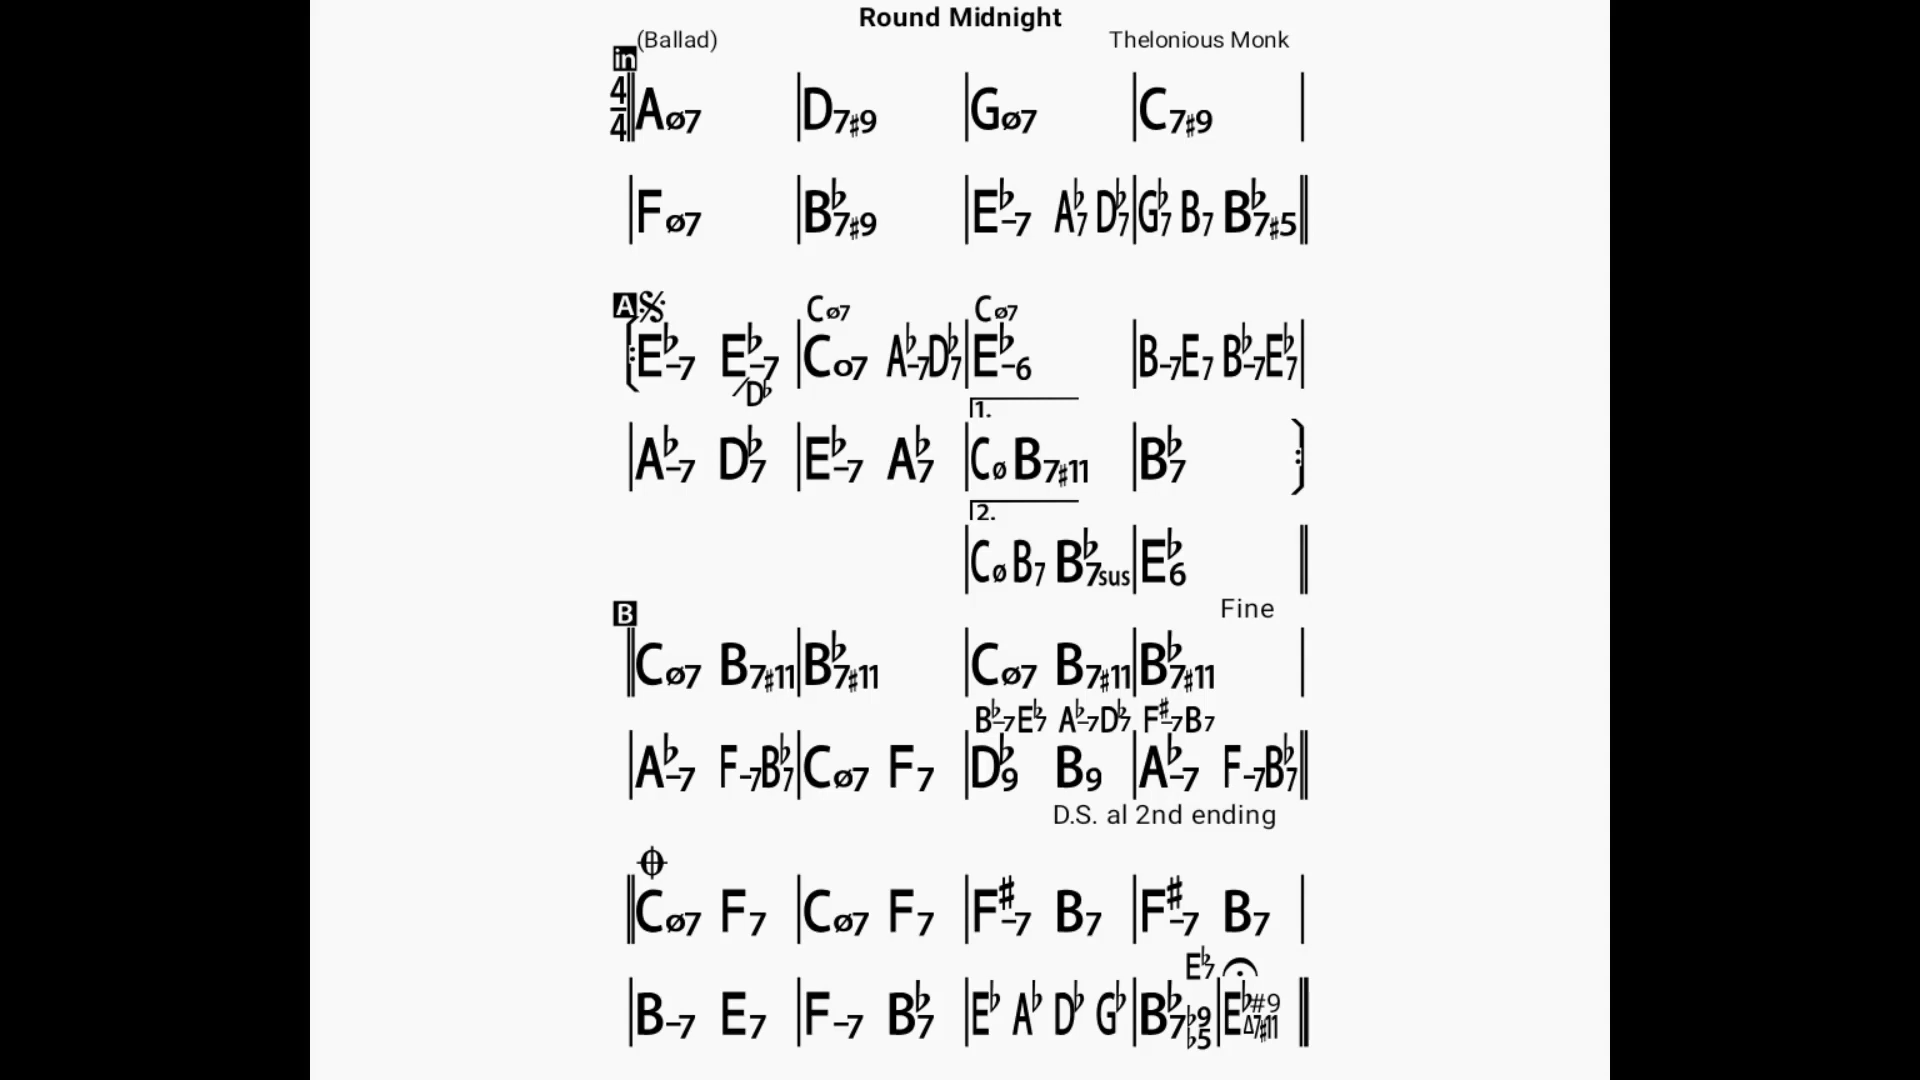 Round Midnight
(Ballad) Thelonious Monk
in
4/4 Aø7 | D7♯9 | Gø7 | C7♯9 |
| Fø7 | B♭7♯9 | E♭-7 A♭7 D♭7 | G♭7 B7 B♭7♯5 ||
A 𝄋 Cø7 Cø7
E♭-7 E♭-7/D♭ | Co7 A♭-7 D♭7 | E♭-6 | B-7 E7 B♭-7 E♭7 |
1.
| A♭-7 D♭7 | E♭-7 A♭7 | Cø B7♯11 | B♭7
2.
| Cø B7 B♭7sus | E♭6 ||
Fine
B
Cø7 B7♯11 | B♭7♯11 | Cø7 B7♯11 | B♭7♯11 |
B♭-7 E♭7 A♭-7 D♭7 F♯-7 B7
| A♭-7 F-7 B♭7 | Cø7 F7 | D♭9 B9 | A♭-7 F-7 B♭7 ||
D.S. al 2nd ending
𝄌
Cø7 F7 | Cø7 F7 | F♯-7 B7 | F♯-7 B7 |
E♭7
| B-7 E7 | F-7 B♭7 | E♭ A♭ D♭ G♭ | B♭7♭9♭5 | E♭#9Δ7♯11 ||